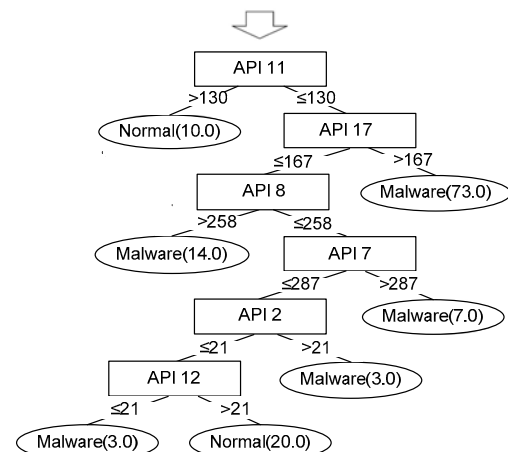 API 11
>130
≤130
Normal(10.0)
API 17
≤167
>167
API 8
Malware(73.0)
>258
≤258
Malware(14.0)
API 7
≤287
>287
API 2
Malware(7.0)
≤21
>21
API 12
Malware(3.0)
≤21
>21
Malware(3.0)
Normal(20.0)